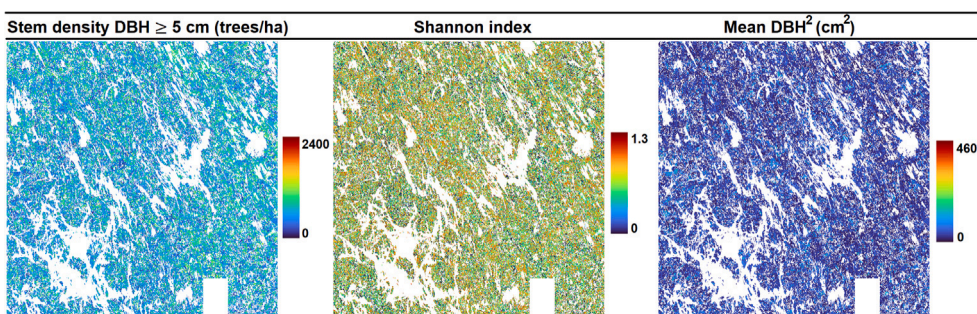 Stem density DBH ≥ 5 cm (trees/ha)
Shannon index
Mean DBH² (cm²)
2400
0
1.3
0
460
0